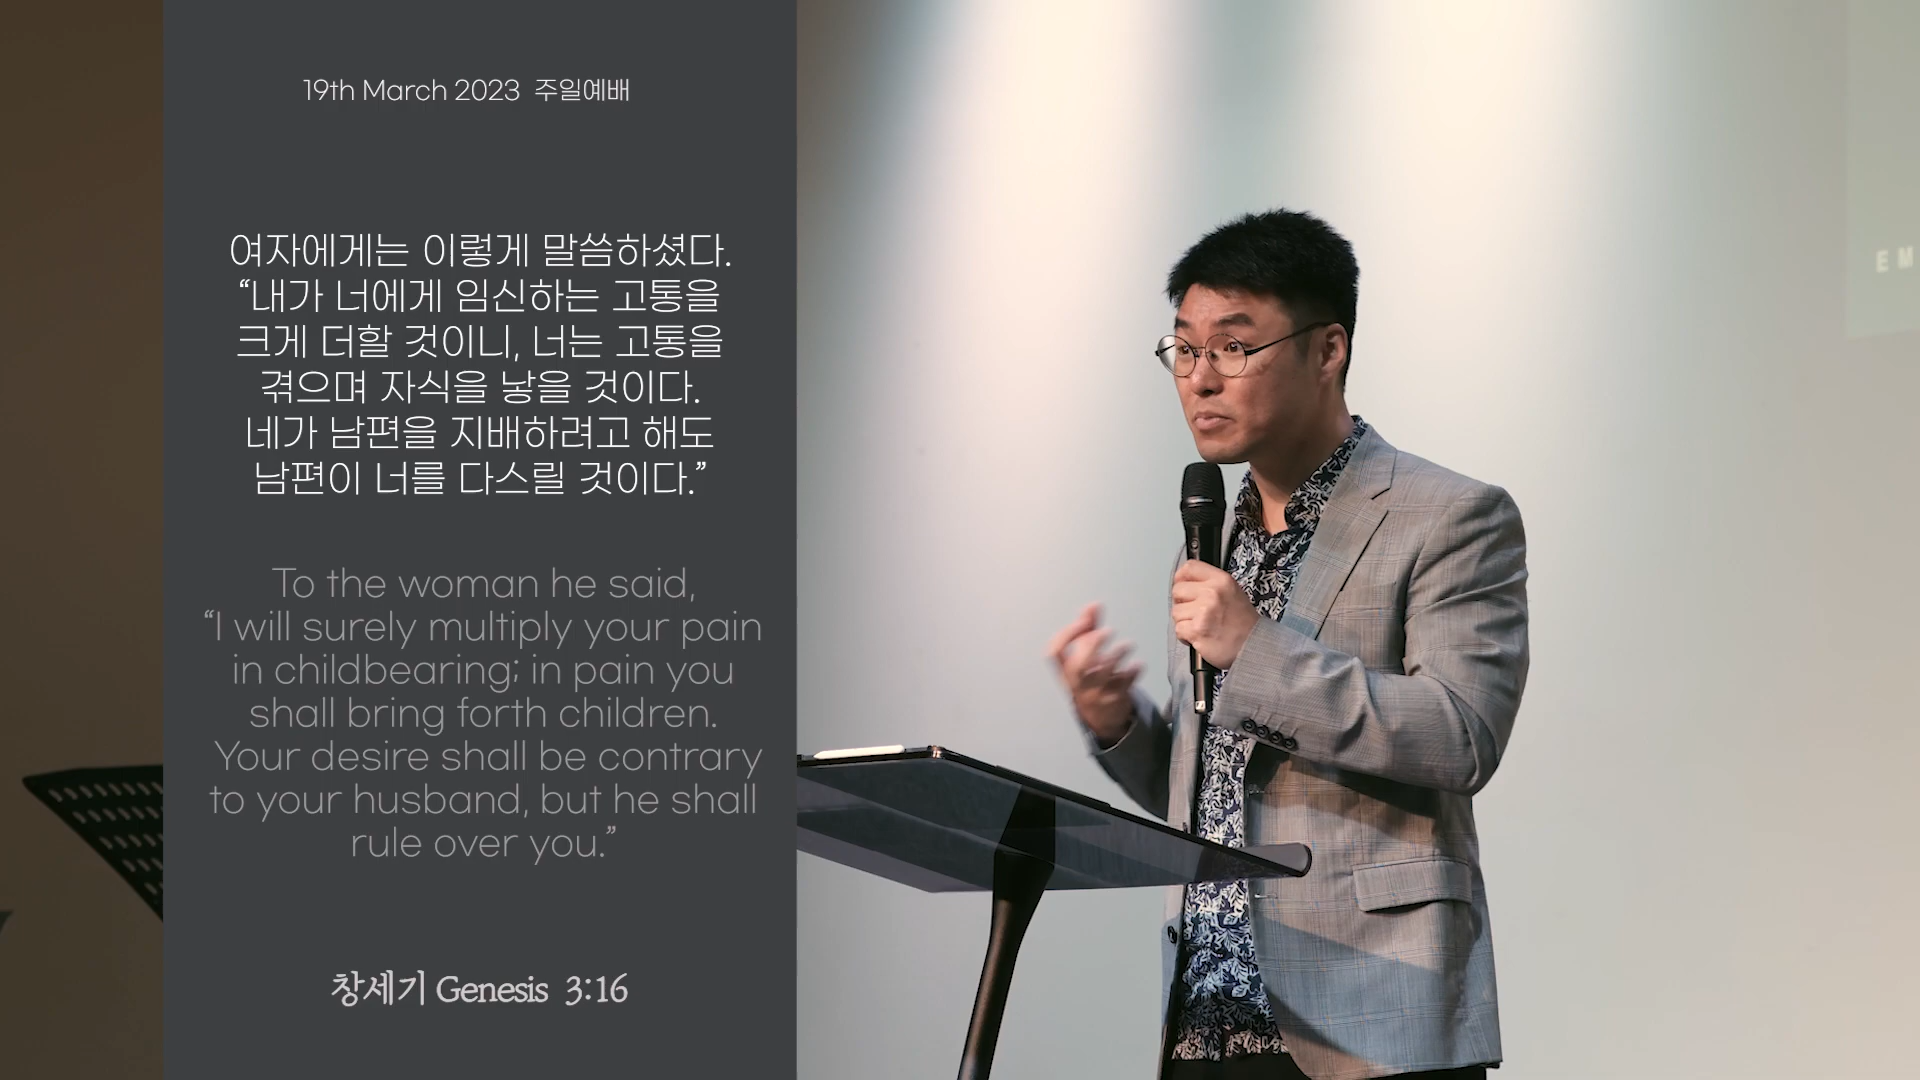 19th March 2023 주일예배
여자에게는 이렇게 말씀하셨다.
“내가 너에게 임신하는 고통을
크게 더할 것이니, 너는 고통을
겪으며 자식을 낳을 것이다.
네가 남편을 지배하려고 해도
남편이 너를 다스릴 것이다.”
To the woman he said,
“I will surely multiply your pain
in childbearing; in pain you
shall bring forth children.
Your desire shall be contrary
to your husband, but he shall
rule over you.”
창세기 Genesis 3:16
EM